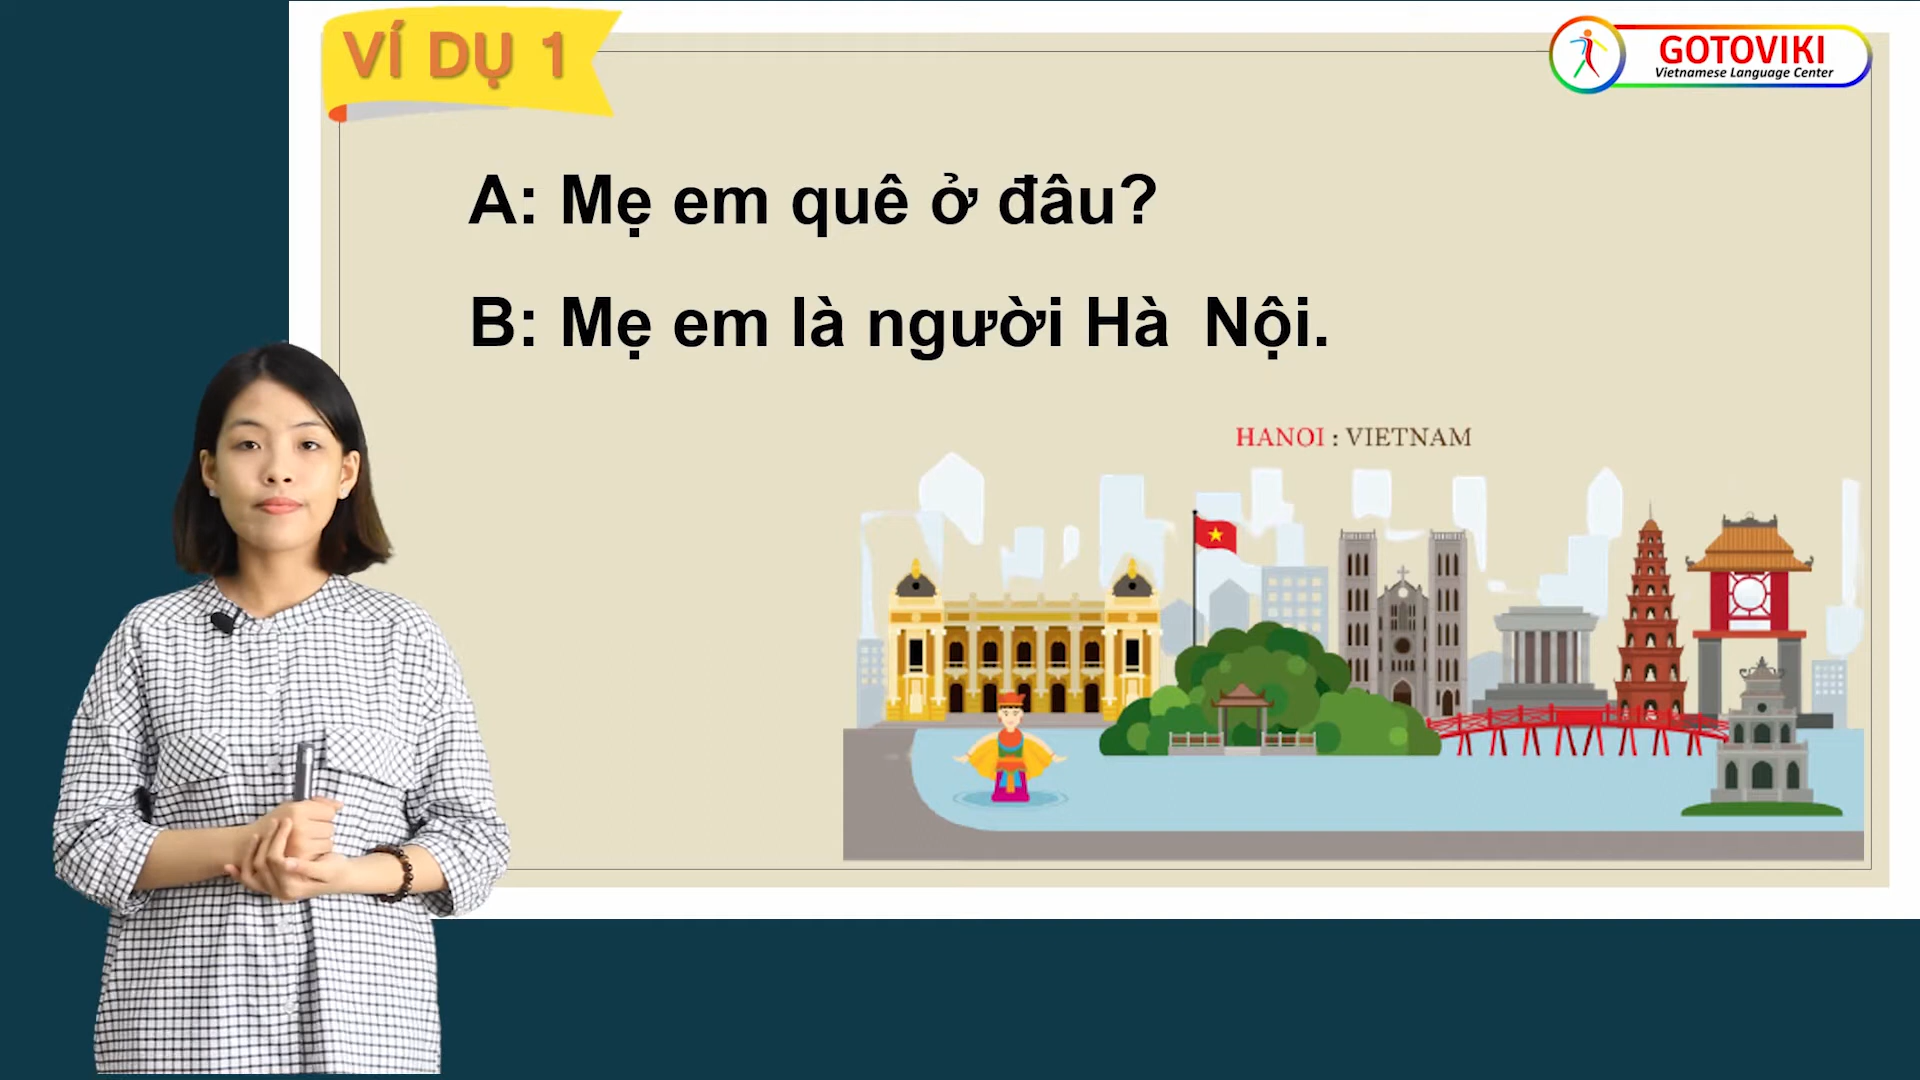 VÍ DỤ 1
GOTOVIKI
Vietnamese Language Center
A: Mẹ em quê ở đâu?
B: Mẹ em là người Hà Nội.
HANOI : VIETNAM